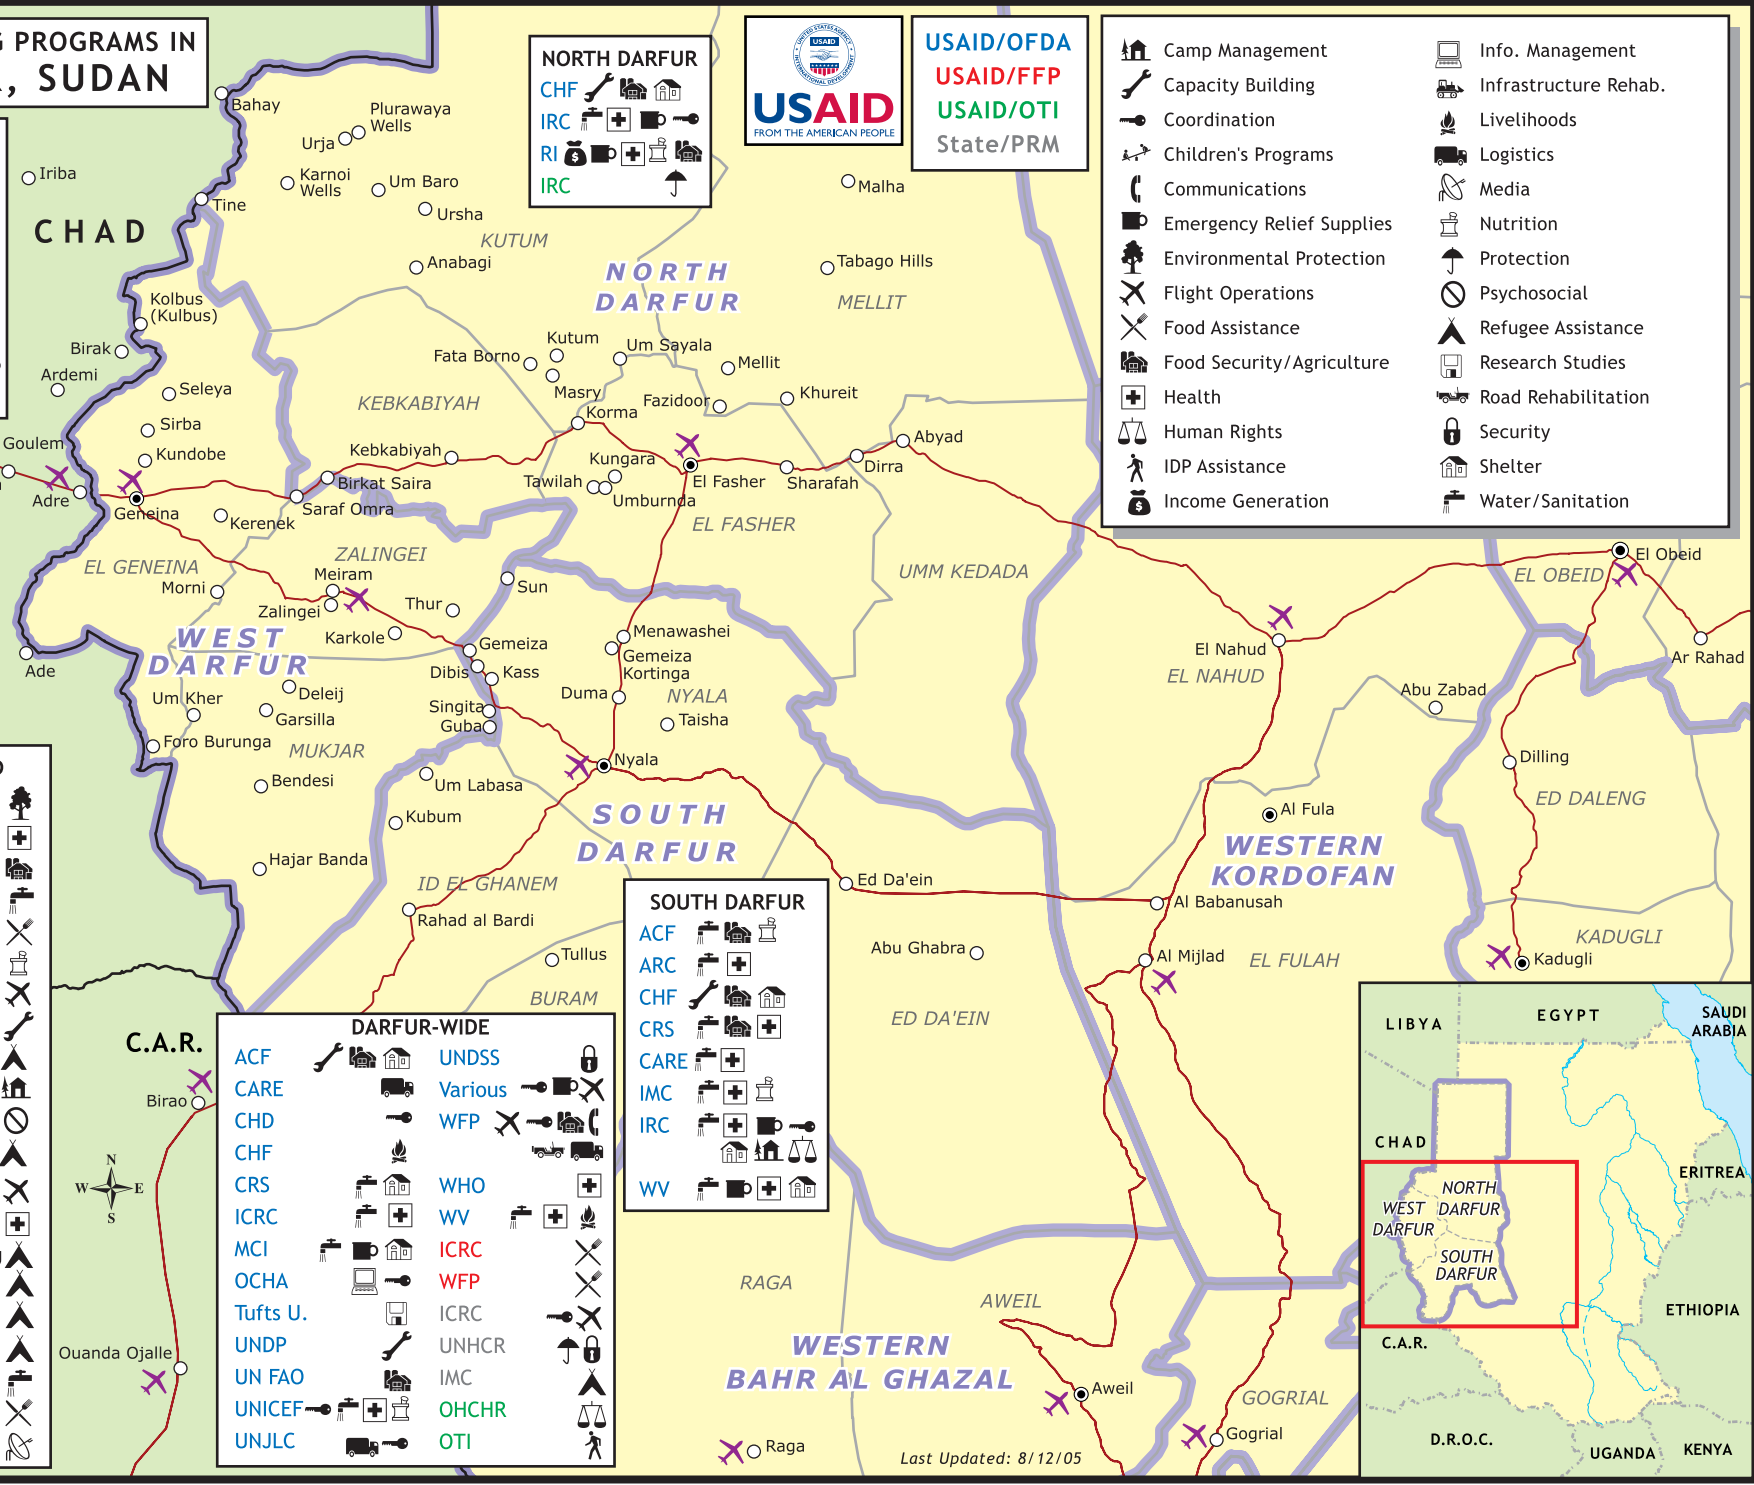 G PROGRAMS IN
, SUDAN
NORTH DARFUR
CHF
IRC
RI
IRC
UNITED STATES AGENCY
USAID
INTERNATIONAL DEVELOPMENT
USAID
FROM THE AMERICAN PEOPLE
USAID/OFDA
USAID/FFP
USAID/OTI
State/PRM
Camp Management
Capacity Building
Coordination
Children's Programs
Communications
Emergency Relief Supplies
Environmental Protection
Flight Operations
Food Assistance
Food Security/Agriculture
Health
Human Rights
IDP Assistance
Income Generation
Info. Management
Infrastructure Rehab.
Livelihoods
Logistics
Media
Nutrition
Protection
Psychosocial
Refugee Assistance
Research Studies
Road Rehabilitation
Security
Shelter
Water/Sanitation
Bahay
Plurawaya
Wells
Urja
Iriba
Karnoi
Wells
Um Baro
Tine
Ursha
CHAD
KUTUM
Anabagi
Malha
NORTH
DARFUR
Tabago Hills
MELLIT
Kolbus
(Kulbus)
Birak
Ardemi
Kutum
Um Sayala
Fata Borno
Mellit
Seleya
Masry
Fazidoor
Khureit
KEBKABIYAH
Korma
Sirba
Goulem
Kundobe
Kebkabiyah
Abyad
Kungara
Dirra
Birkat Saira
Tawilah
El Fasher
Sharafah
Adre
Umburnda
Geneina
Saraf Omra
Kerenek
EL FASHER
EL GENEINA
ZALINGEI
UMM KEDADA
El Obeid
EL OBEID
Meiram
Morni
Sun
Zalingei
Thur
Karkole
Menawashei
WEST
DARFUR
Gemeiza
Gemeiza
Kortinga
El Nahud
Ar Rahad
EL NAHUD
Ade
Dibis
Kass
Deleij
Duma
NYALA
Abu Zabad
Um Kher
Garsilla
Singita
Taisha
Guba
Foro Burunga
MUKJAR
Nyala
Dilling
Bendesi
Um Labasa
ED DALENG
Kubum
SOUTH
DARFUR
Al Fula
WESTERN
KORDOFAN
Hajar Banda
ID EL GHANEM
Ed Da'ein
Al Babanusah
Rahad al Bardi
SOUTH DARFUR
ACF
ARC
CHF
CRS
CARE
IMC
IRC
WV
KADUGLI
Tullus
Abu Ghabra
Al Mijlad
EL FULAH
Kadugli
BURAM
ED DA'EIN
C.A.R.
Birao
N
W
E
S
Ouanda Ojalle
DARFUR-WIDE
ACF
CARE
CHD
CHF
CRS
ICRC
MCI
OCHA
Tufts U.
UNDP
UN FAO
UNICEF
UNJLC
UNDSS
Various
WFP
WHO
WV
ICRC
WFP
ICRC
UNHCR
IMC
OHCHR
OTI
RAGA
AWEIL
WESTERN
BAHR AL GHAZAL
Aweil
GOGRIAL
Gogrial
Raga
Last Updated: 8/12/05
LIBYA
EGYPT
SAUDI
ARABIA
CHAD
ERITREA
NORTH
DARFUR
WEST
DARFUR
SOUTH
DARFUR
ETHIOPIA
C.A.R.
D.R.O.C.
UGANDA
KENYA